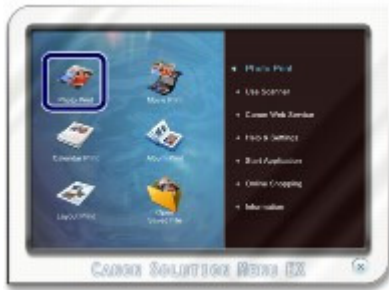 Photo Print
Movie Print
Calendar Print
Album Print
Layout Print
Open
Saved File
Photo Print
Use Scanner
Canon Web Service
Help & Settings
Start Application
Online Shopping
Information
CANON SOLUTION MENU EX